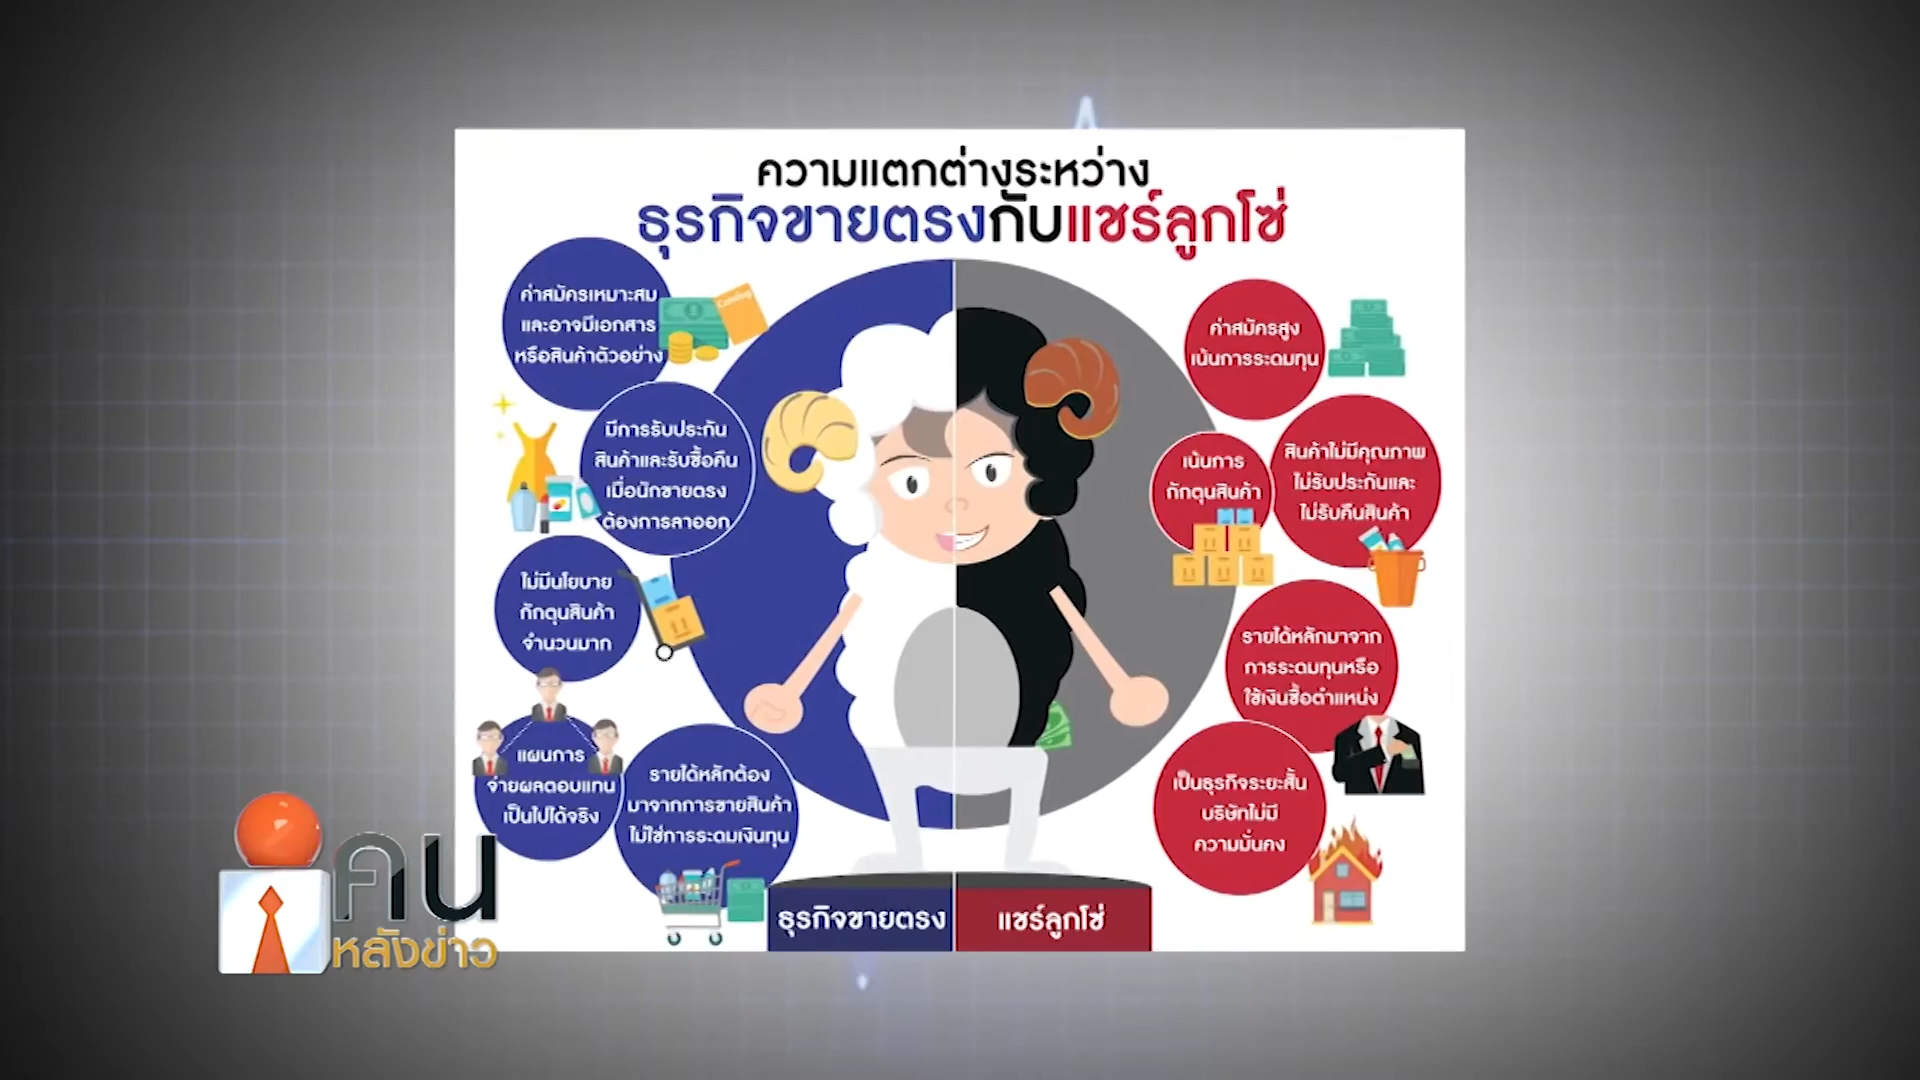 ความแตกต่างระหว่าง
ธุรกิจขายตรงกับแชร์ลูกโซ่
ค่าสมัครเหมาะสม
และอาจมีเอกสาร
หรือสินค้าตัวอย่าง
มีการรับประกัน
สินค้าและรับซื้อคืน
เมื่อนักขายตรง
ต้องการลาออก
ไม่มีนโยบาย
กักตุนสินค้า
จำนวนมาก
แผนการ
จ่ายผลตอบแทน
เป็นไปได้จริง
รายได้หลักต้อง
มาจากการขายสินค้า
ไม่ใช่การระดมเงินทุน
ค่าสมัครสูง
เน้นการระดมทุน
เน้นการ
กักตุนสินค้า
สินค้าไม่มีคุณภาพ
ไม่รับประกันและ
ไม่รับคืนสินค้า
รายได้หลักมาจาก
การระดมทุนหรือ
ใช้เงินซื้อตำแหน่ง
เป็นธุรกิจระยะสั้น
บริษัทไม่มี
ความมั่นคง
ธุรกิจขายตรง
แชร์ลูกโซ่
คน
หลังข่าว